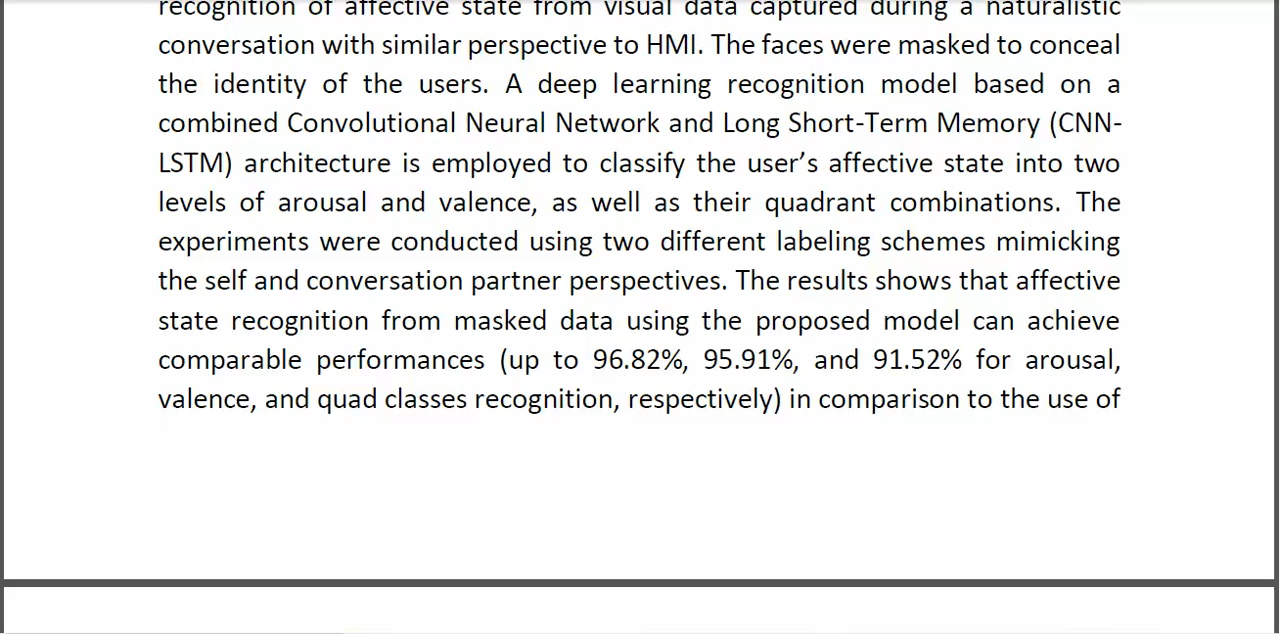 recognition of affective state from visual data captured during a naturalistic
conversation with similar perspective to HMI. The faces were masked to conceal
the identity of the users. A deep learning recognition model based on a
combined Convolutional Neural Network and Long Short-Term Memory (CNN-
LSTM) architecture is employed to classify the user’s affective state into two
levels of arousal and valence, as well as their quadrant combinations. The
experiments were conducted using two different labeling schemes mimicking
the self and conversation partner perspectives. The results shows that affective
state recognition from masked data using the proposed model can achieve
comparable performances (up to 96.82%, 95.91%, and 91.52% for arousal,
valence, and quad classes recognition, respectively) in comparison to the use of